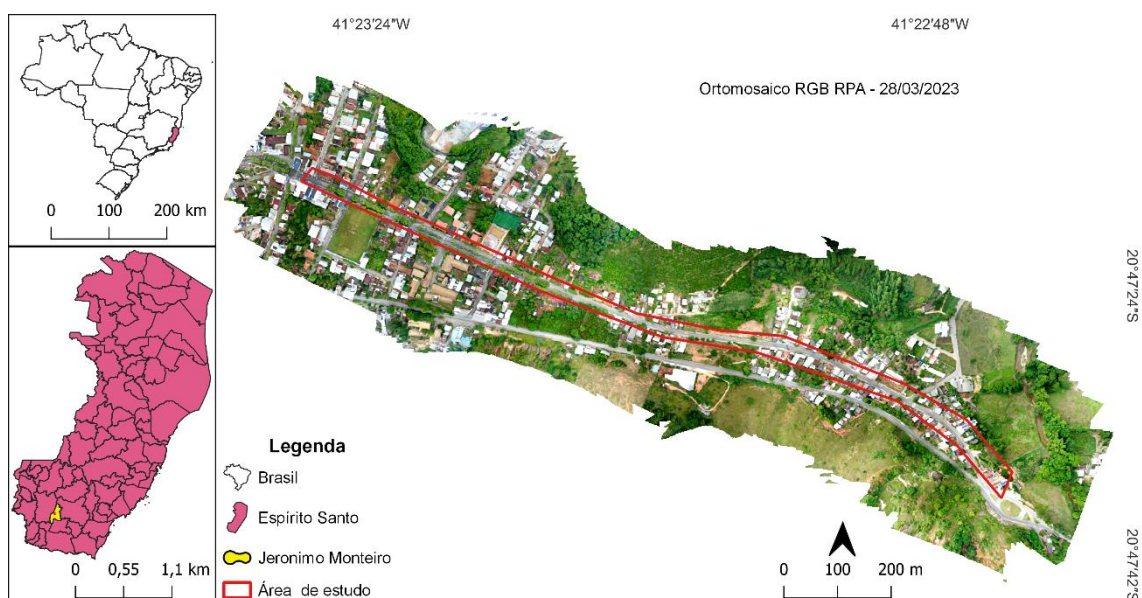 41°23'24"W
41°22'48"W
Ortomosaico RGB RPA - 28/03/2023
0 100 200 km
20°47'24"S
Legenda
Brasil
Espírito Santo
Jeronimo Monteiro
Área de estudo
0 0,55 1,1 km
0 100 200 m
20°47'42"S